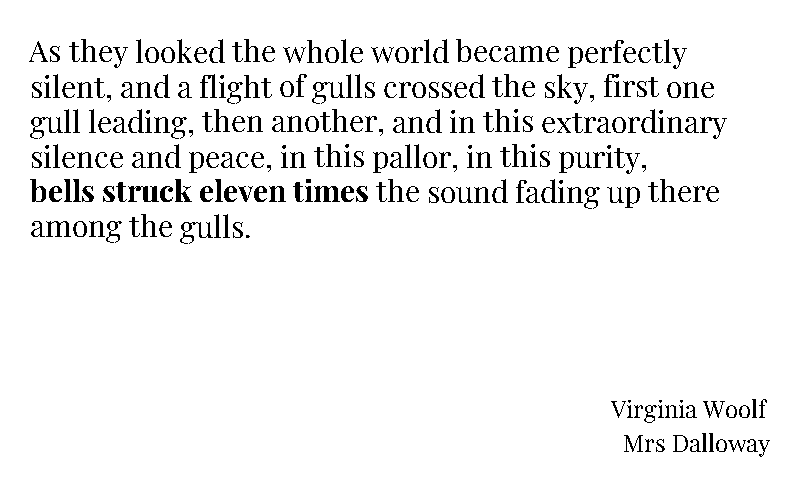 As they looked the whole world became perfectly
silent, and a flight of gulls crossed the sky, first one
gull leading, then another, and in this extraordinary
silence and peace, in this pallor, in this purity,
bells struck eleven times the sound fading up there
among the gulls.
Virginia Woolf
Mrs Dalloway